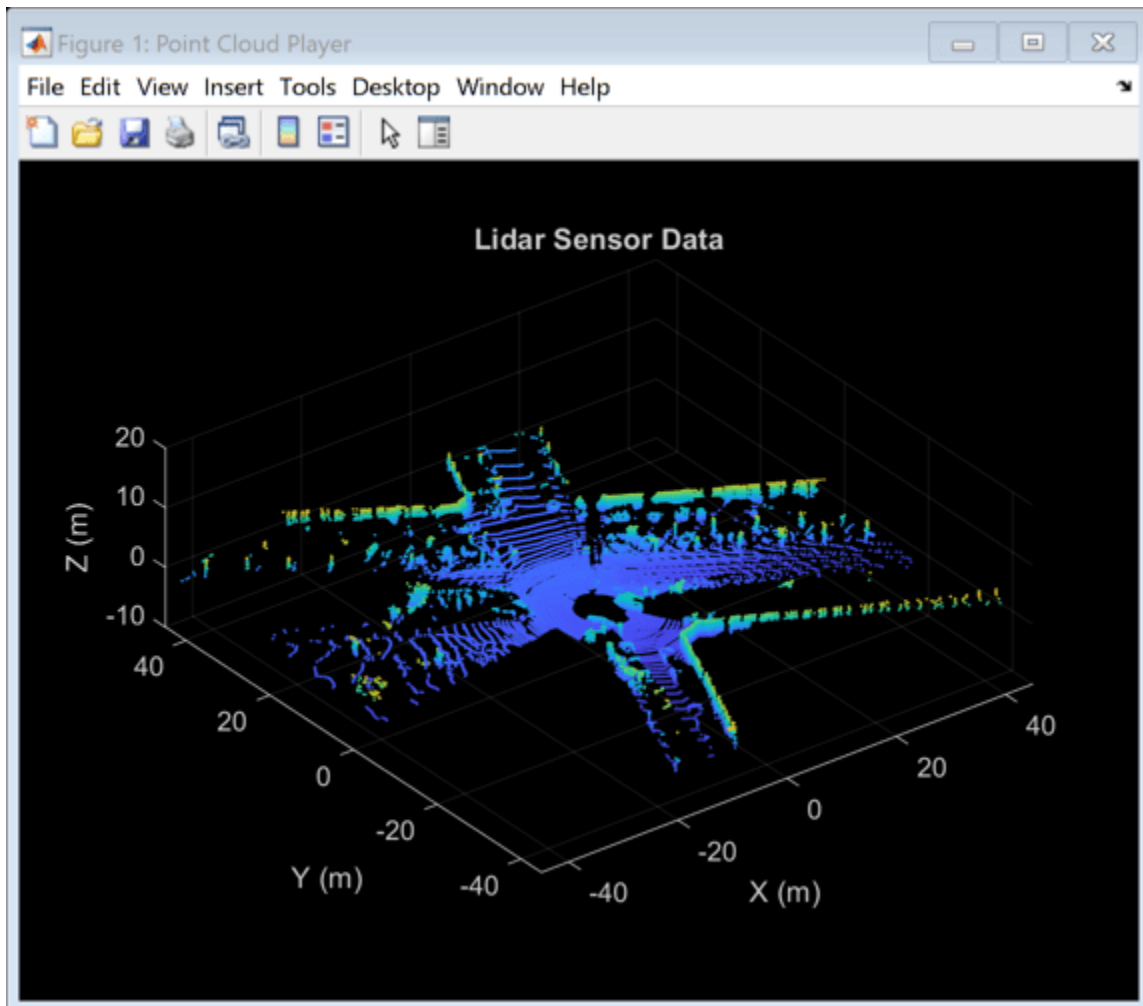 Figure 1: Point Cloud Player
File Edit View Insert Tools Desktop Window Help
Lidar Sensor Data
20
10
0
-10
Z (m)
40
20
0
-20
-40
Y (m)
40
20
0
-20
-40
X (m)